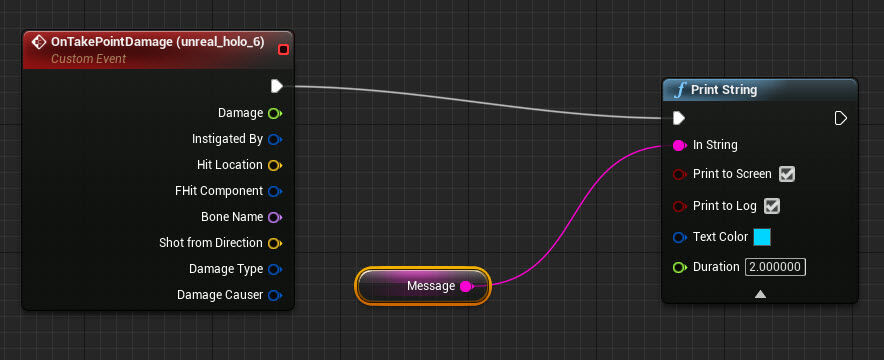 OnTakePointDamage (unreal_holo_6)
Custom Event
Damage
Instigated By
Hit Location
FHit Component
Bone Name
Shot from Direction
Damage Type
Damage Causer
Message
f Print String
In String
Print to Screen
Print to Log
Text Color
Duration 2.000000